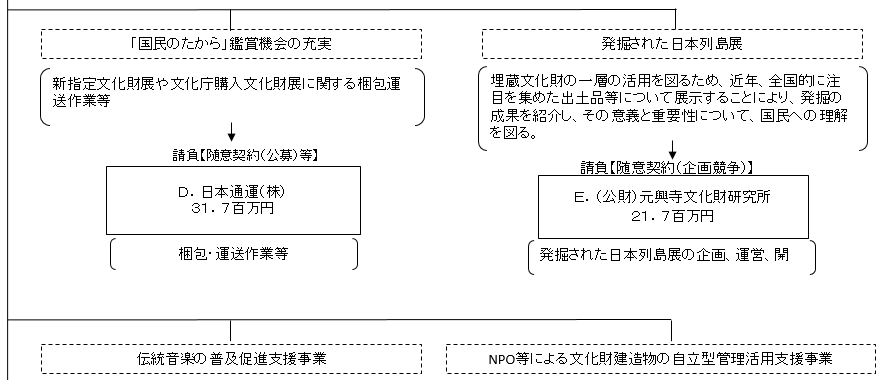 「国民のたから」鑑賞機会の充実
新指定文化財展や文化庁購入文化財展に関する梱包運
送作業等
請負【随意契約（公募）等】
Ｄ．日本通運（株）
３１．７百万円
梱包・運送作業等
発掘された日本列島展
埋蔵文化財の一層の活用を図るため、近年、全国的に注
目を集めた出土品等について展示することにより、発掘の
成果を紹介し、その意義と重要性について、国民への理解
を図る。
請負【随意契約（企画競争）】
Ｅ．（公財）元興寺文化財研究所
２１．７百万円
発掘された日本列島展の企画、運営、開
伝統音楽の普及促進支援事業
NPO等による文化財建造物の自立型管理活用支援事業